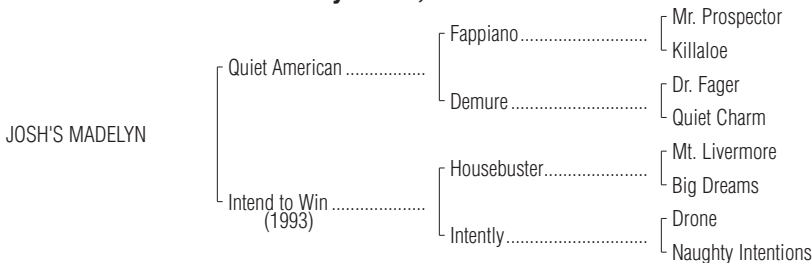 Mr. Prospector
Fappiano
Killaloe
Quiet American
Dr. Fager
Demure
Quiet Charm
JOSH'S MADELYN
Mt. Livermore
Housebuster
Big Dreams
Intend to Win
(1993)
Drone
Intently
Naughty Intentions